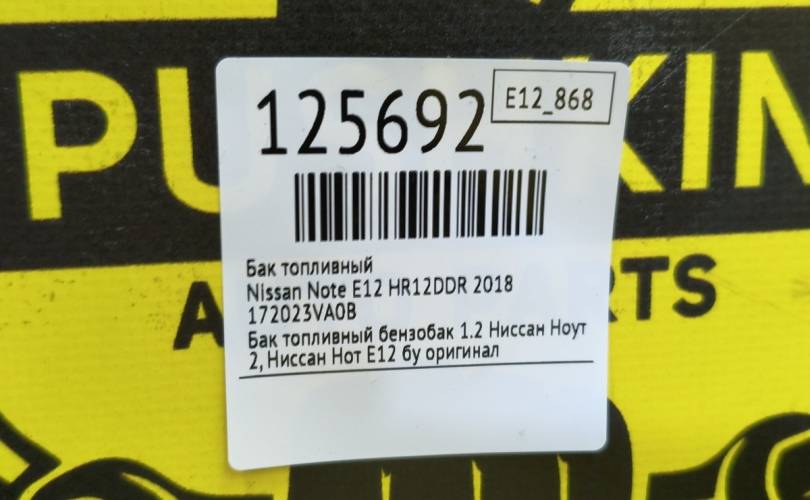 125692
E12_868
Бак топливный
Nissan Note E12 HR12DDR 2018
172023VA0B
Бак топливный бензобак 1.2 Ниссан Ноут
2, Ниссан Нот Е12 бу оригинал